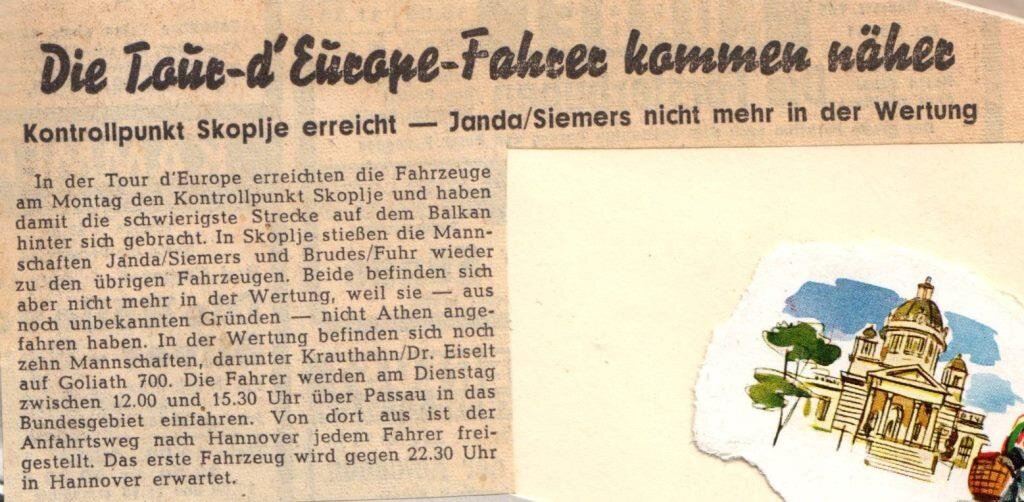 Die Tour-d'Europe-Fahrer kommen näher
Kontrollpunkt Skoplje erreicht — Janda/Siemers nicht mehr in der Wertung
In der Tour d'Europe erreichten die Fahrzeuge
am Montag den Kontrollpunkt Skoplje und haben
damit die schwierigste Strecke auf dem Balkan
hinter sich gebracht. In Skoplje stießen die Mann-
schaften Janda/Siemers und Brudes/Fuhr wieder
zu den übrigen Fahrzeugen. Beide befinden sich
aber nicht mehr in der Wertung, weil sie — aus
noch unbekannten Gründen — nicht Athen ange-
fahren haben. In der Wertung befinden sich noch
zehn Mannschaften, darunter Krauthahn/Dr. Eiselt
auf Goliath 700. Die Fahrer werden am Dienstag
zwischen 12.00 und 15.30 Uhr über Passau in das
Bundesgebiet einfahren. Von dort aus ist der
Anfahrtsweg nach Hannover jedem Fahrer frei-
gestellt. Das erste Fahrzeug wird gegen 22.30 Uhr
in Hannover erwartet.